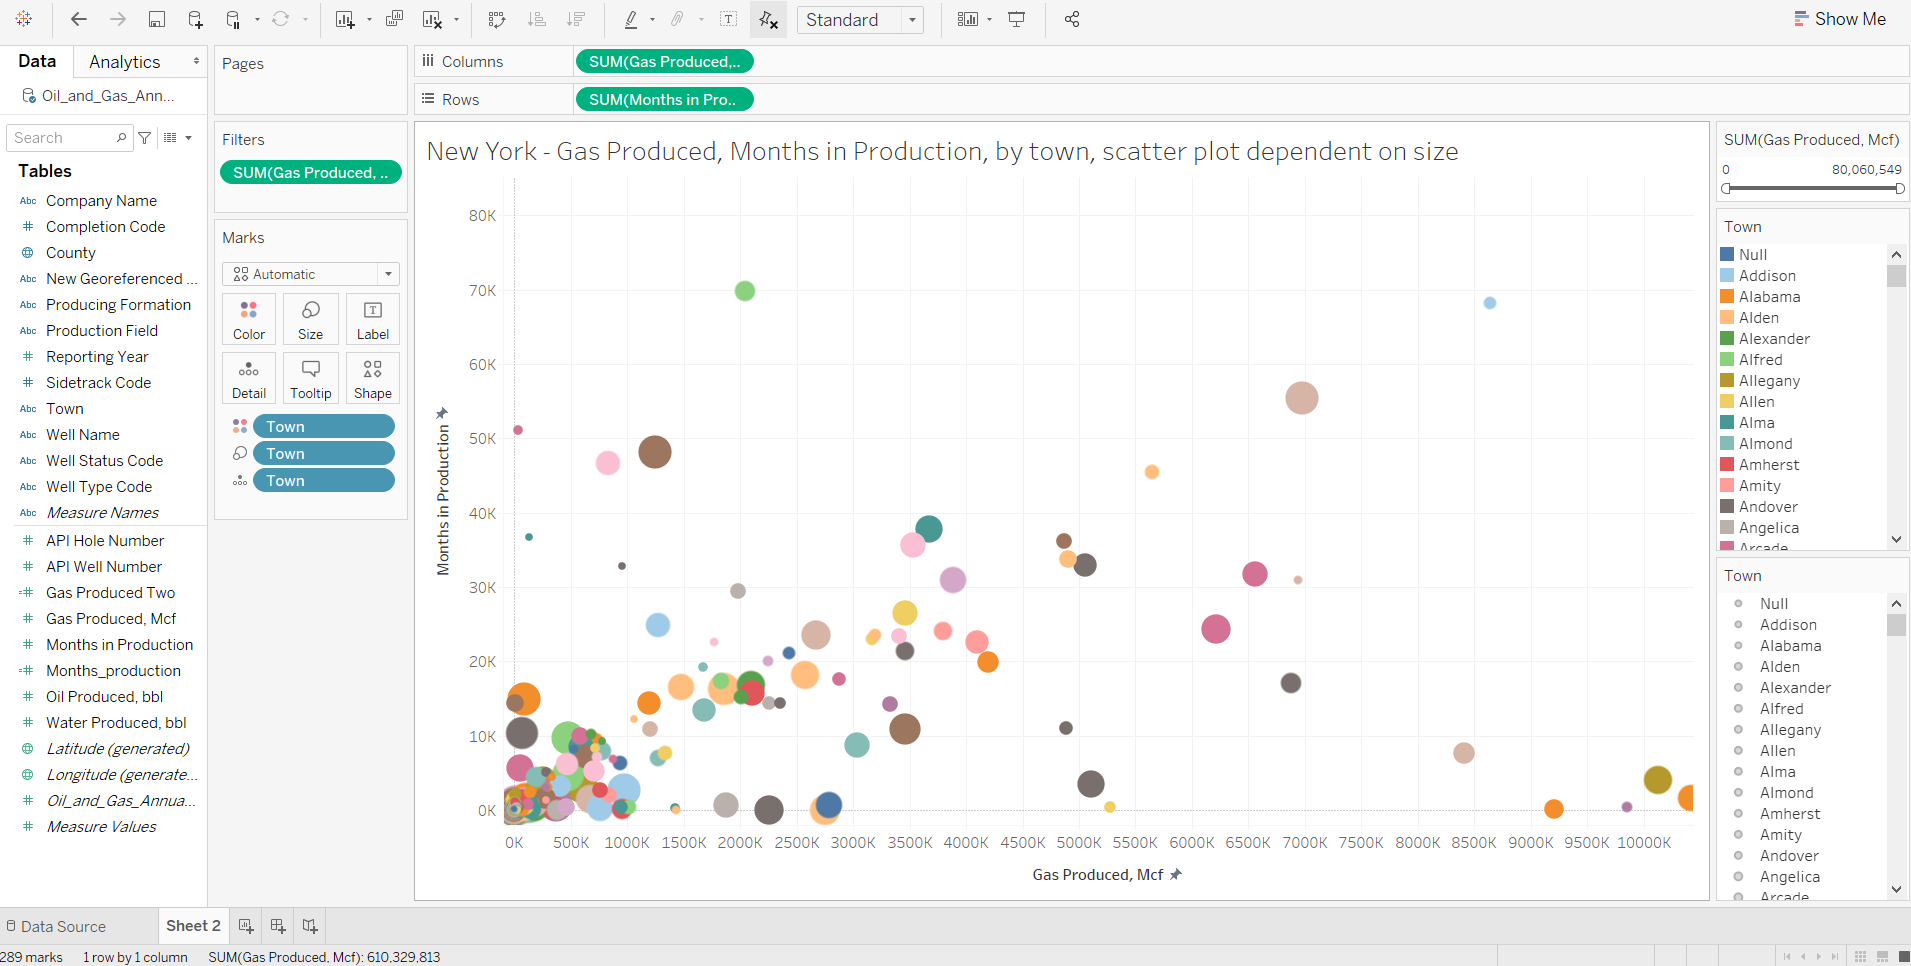 Standard
Show Me
Data
Analytics
Oil_and_Gas_Ann...
Search
Tables
Abc Company Name
# Completion Code
County
Abc New Georeferenced ...
Abc Producing Formation
Abc Production Field
# Reporting Year
# Sidetrack Code
Abc Town
Abc Well Name
Abc Well Status Code
Abc Well Type Code
Abc Measure Names
# API Hole Number
# API Well Number
=# Gas Produced Two
# Gas Produced, Mcf
# Months in Production
=# Months_production
# Oil Produced, bbl
# Water Produced, bbl
Latitude (generated)
Longitude (generate...
# Oil_and_Gas_Annua...
# Measure Values
Pages
Filters
SUM(Gas Produced, ..
Marks
Automatic
Color
Size
T
Label
Detail
Tooltip
Shape
Town
Town
Town
Columns
SUM(Gas Produced,..
Rows
SUM(Months in Pro..
New York - Gas Produced, Months in Production, by town, scatter plot dependent on size
Months in Production
80K
70K
60K
50K
40K
30K
20K
10K
0K
0K 500K 1000K 1500K 2000K 2500K 3000K 3500K 4000K 4500K 5000K 5500K 6000K 6500K 7000K 7500K 8000K 8500K 9000K 9500K 10000K
Gas Produced, Mcf
SUM(Gas Produced, Mcf)
0 80,060,549
Town
Null
Addison
Alabama
Alden
Alexander
Alfred
Allegany
Allen
Alma
Almond
Amherst
Amity
Andover
Angelica
Arcade
Town
Null
Addison
Alabama
Alden
Alexander
Alfred
Allegany
Allen
Alma
Almond
Amherst
Amity
Andover
Angelica
Arcade
Data Source
Sheet 2
289 marks 1 row by 1 column SUM(Gas Produced, Mcf): 610,329,813